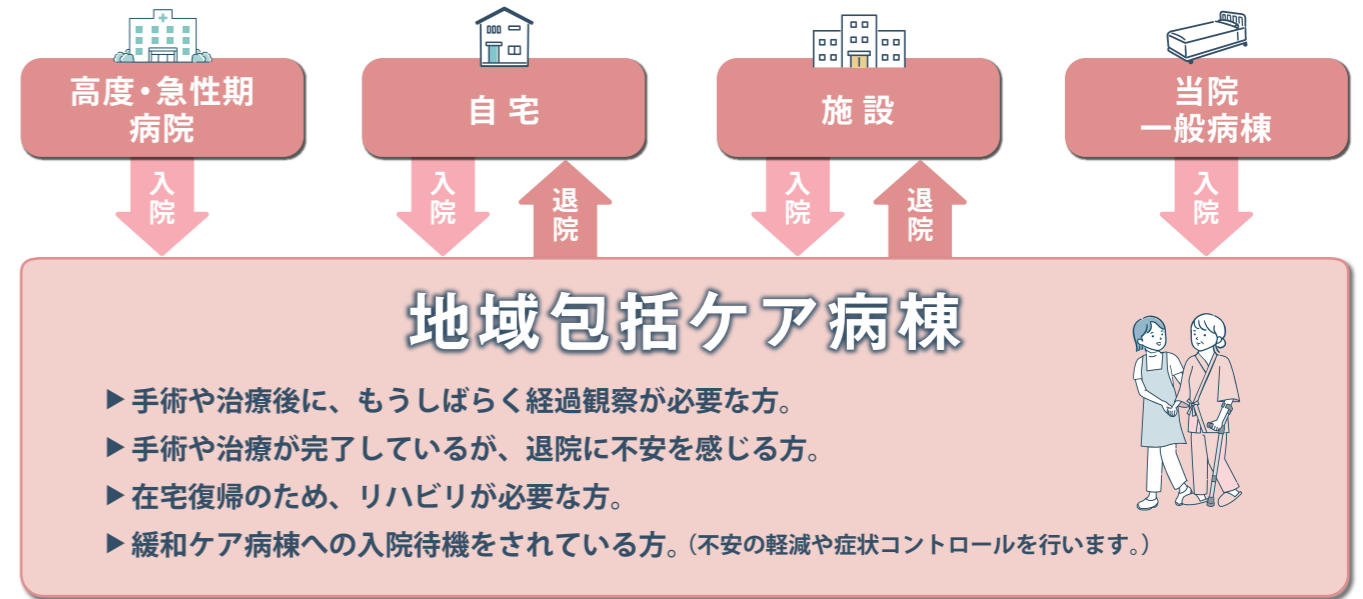 高度・急性期
病院
自宅
施設
当院
一般病棟
入院
入院
退院
入院
退院
入院
地域包括ケア病棟
▶手術や治療後に、もうしばらく経過観察が必要な方。
▶手術や治療が完了しているが、退院に不安を感じる方。
▶在宅復帰のため、リハビリが必要な方。
▶緩和ケア病棟への入院待機をされている方。（不安の軽減や症状コントロールを行います。）